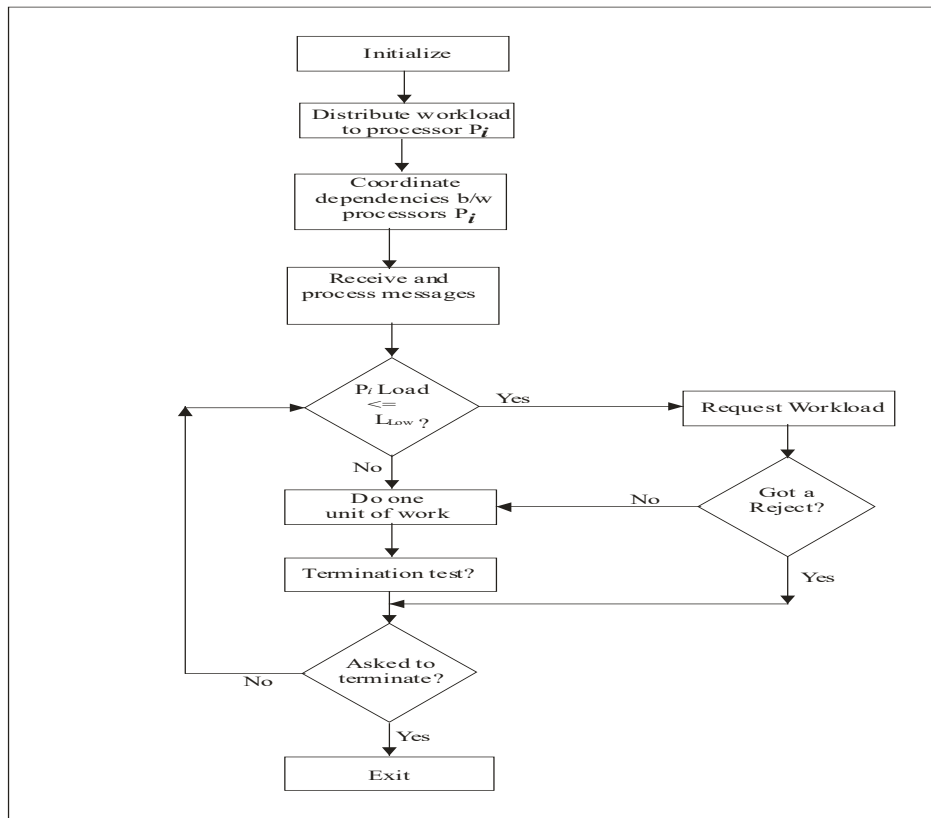 Initialize
Distribute workload
to processor Pi
Coordinate
dependencies b/w
processors Pi
Receive and
process messages
Pi Load
<=
LLow ?
Yes
Request Workload
No
Do one
unit of work
No
Got a
Reject?
Termination test?
Yes
Asked to
terminate?
No
Yes
Exit